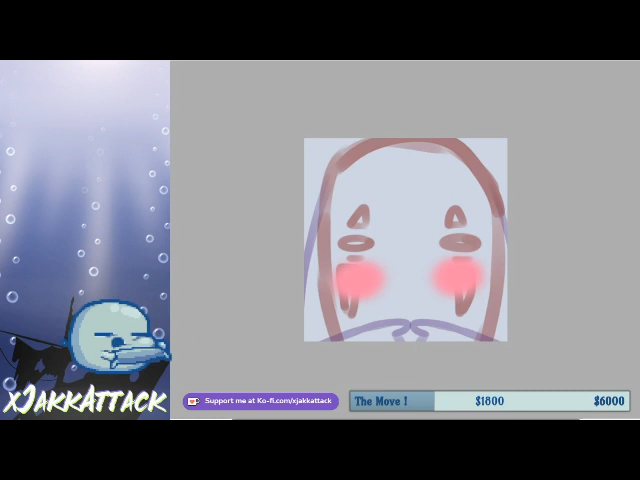 xJakkAttack
Support me at Ko-fi.com/xjakkattack
The Move ! $1800 $6000